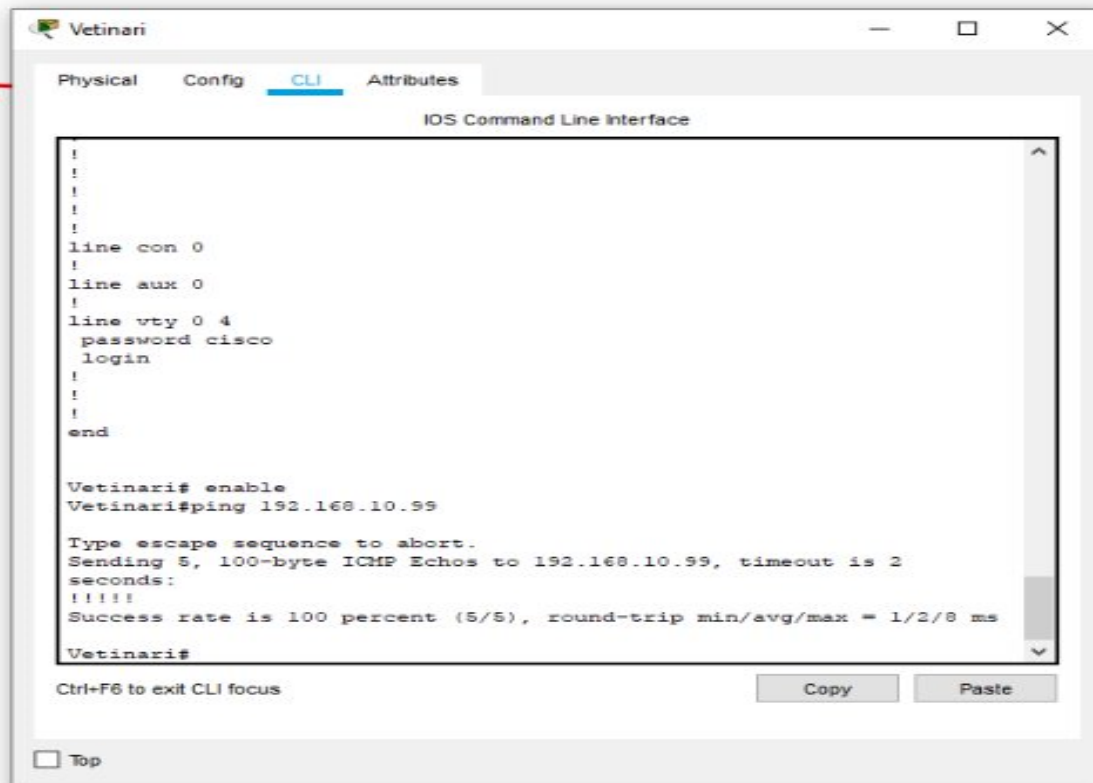 Vetinari
Physical Config CLI Attributes
IOS Command Line Interface
!
!
!
!
!
line con 0
!
line aux 0
!
line vty 0 4
password cisco
login
!
!
!
end
Vetinari# enable
Vetinari#ping 192.168.10.99
Type escape sequence to abort.
Sending 5, 100-byte ICMP Echos to 192.168.10.99, timeout is 2
seconds:
!!!!!
Success rate is 100 percent (5/5), round-trip min/avg/max = 1/2/8 ms
Vetinari#
Ctrl+F6 to exit CLI focus
Copy Paste
Top